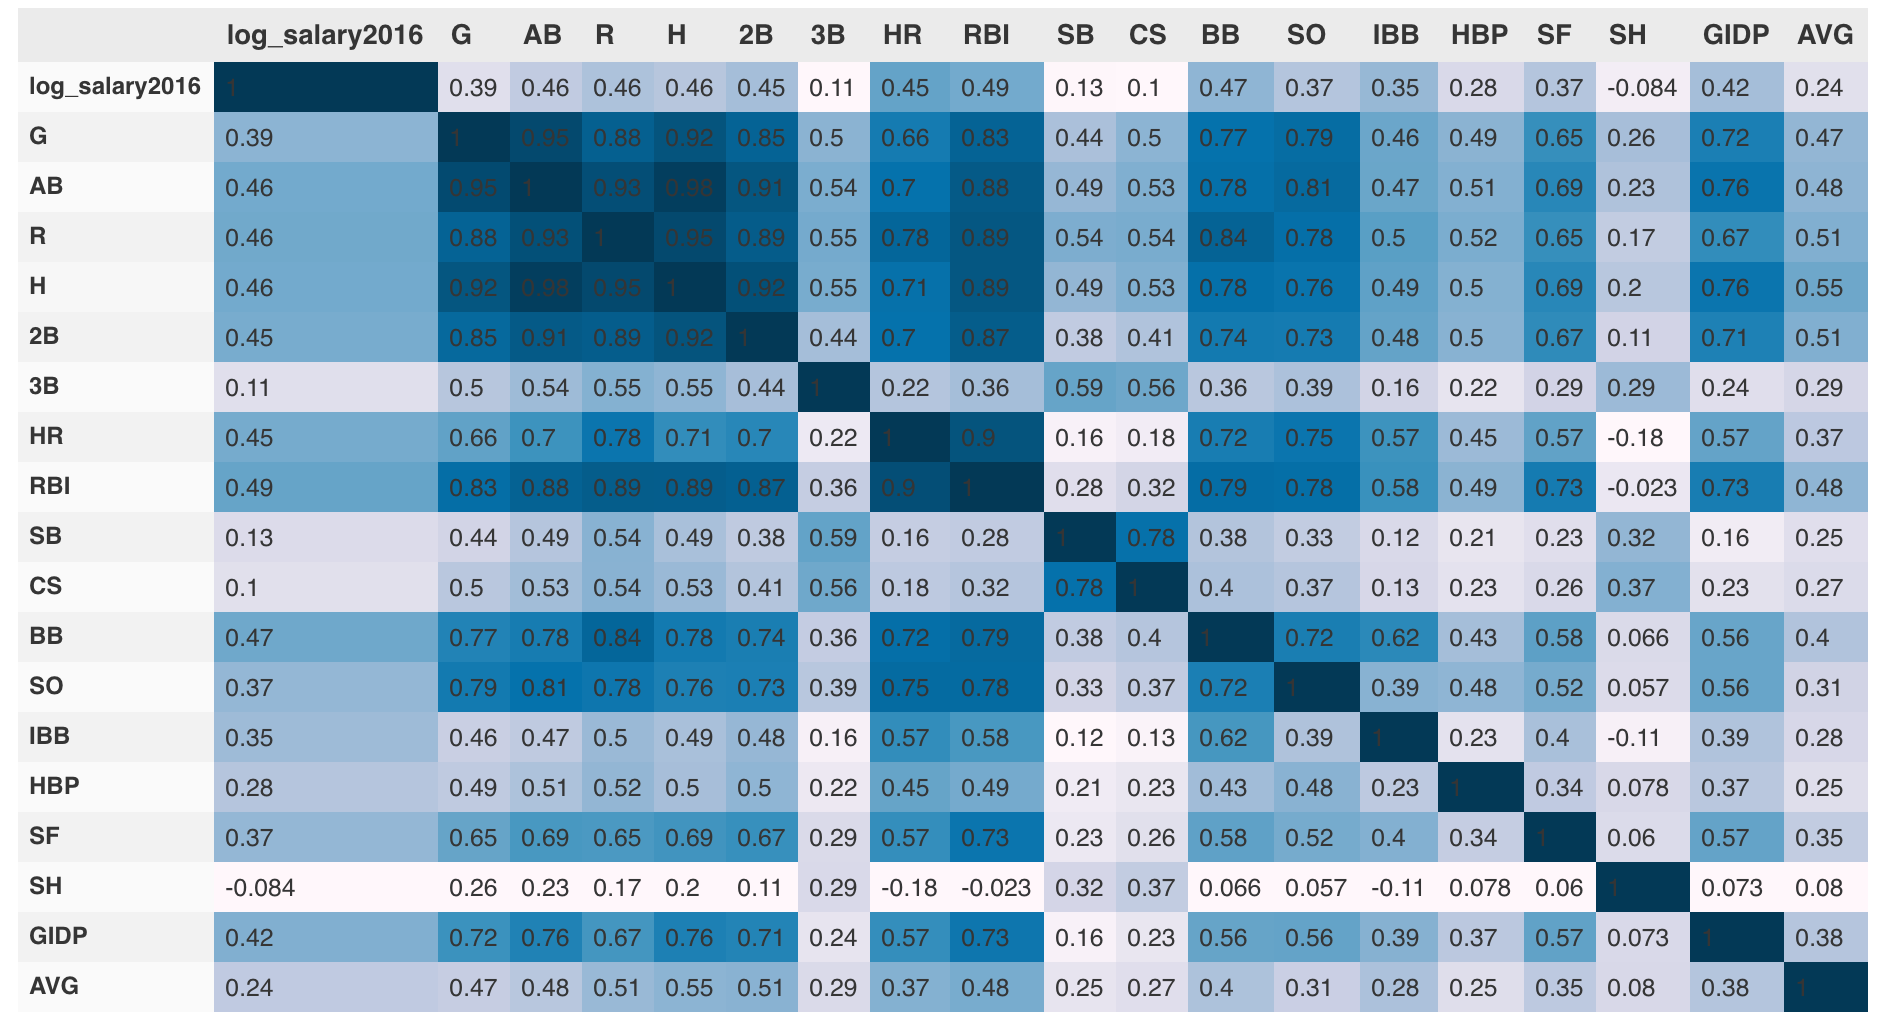 log_salary2016 G AB R H 2B 3B HR RBI SB CS BB SO IBB HBP SF SH GIDP AVG
log_salary2016 1 0.39 0.46 0.46 0.46 0.45 0.11 0.45 0.49 0.13 0.1 0.47 0.37 0.35 0.28 0.37 -0.084 0.42 0.24
G 0.39 1 0.95 0.88 0.92 0.85 0.5 0.66 0.83 0.44 0.5 0.77 0.79 0.46 0.49 0.65 0.26 0.72 0.47
AB 0.46 0.95 1 0.93 0.98 0.91 0.54 0.7 0.88 0.49 0.53 0.78 0.81 0.47 0.51 0.69 0.23 0.76 0.48
R 0.46 0.88 0.93 1 0.95 0.89 0.55 0.78 0.89 0.54 0.54 0.84 0.78 0.5 0.52 0.65 0.17 0.67 0.51
H 0.46 0.92 0.98 0.95 1 0.92 0.55 0.71 0.89 0.49 0.53 0.78 0.76 0.49 0.5 0.69 0.2 0.76 0.55
2B 0.45 0.85 0.91 0.89 0.92 1 0.44 0.7 0.87 0.38 0.41 0.74 0.73 0.48 0.5 0.67 0.11 0.71 0.51
3B 0.11 0.5 0.54 0.55 0.55 0.44 1 0.22 0.36 0.59 0.56 0.36 0.39 0.16 0.22 0.29 0.29 0.24 0.29
HR 0.45 0.66 0.7 0.78 0.71 0.7 0.22 1 0.9 0.16 0.18 0.72 0.75 0.57 0.45 0.57 -0.18 0.57 0.37
RBI 0.49 0.83 0.88 0.89 0.89 0.87 0.36 0.9 1 0.28 0.32 0.79 0.78 0.58 0.49 0.73 -0.023 0.73 0.48
SB 0.13 0.44 0.49 0.54 0.49 0.38 0.59 0.16 0.28 1 0.78 0.38 0.33 0.12 0.21 0.23 0.32 0.16 0.25
CS 0.1 0.5 0.53 0.54 0.53 0.41 0.56 0.18 0.32 0.78 1 0.4 0.37 0.13 0.23 0.26 0.37 0.23 0.27
BB 0.47 0.77 0.78 0.84 0.78 0.74 0.36 0.72 0.79 0.38 0.4 1 0.72 0.62 0.43 0.58 0.066 0.56 0.4
SO 0.37 0.79 0.81 0.78 0.76 0.73 0.39 0.75 0.78 0.33 0.37 0.72 1 0.39 0.48 0.52 0.057 0.56 0.31
IBB 0.35 0.46 0.47 0.5 0.49 0.48 0.16 0.57 0.58 0.12 0.13 0.62 0.39 1 0.23 0.4 -0.11 0.39 0.28
HBP 0.28 0.49 0.51 0.52 0.5 0.5 0.22 0.45 0.49 0.21 0.23 0.43 0.48 0.23 1 0.34 0.078 0.37 0.25
SF 0.37 0.65 0.69 0.65 0.69 0.67 0.29 0.57 0.73 0.23 0.26 0.58 0.52 0.4 0.34 1 0.06 0.57 0.35
SH -0.084 0.26 0.23 0.17 0.2 0.11 0.29 -0.18 -0.023 0.32 0.37 0.066 0.057 -0.11 0.078 0.06 1 0.073 0.08
GIDP 0.42 0.72 0.76 0.67 0.76 0.71 0.24 0.57 0.73 0.16 0.23 0.56 0.56 0.39 0.37 0.57 0.073 1 0.38
AVG 0.24 0.47 0.48 0.51 0.55 0.51 0.29 0.37 0.48 0.25 0.27 0.4 0.31 0.28 0.25 0.35 0.08 0.38 1